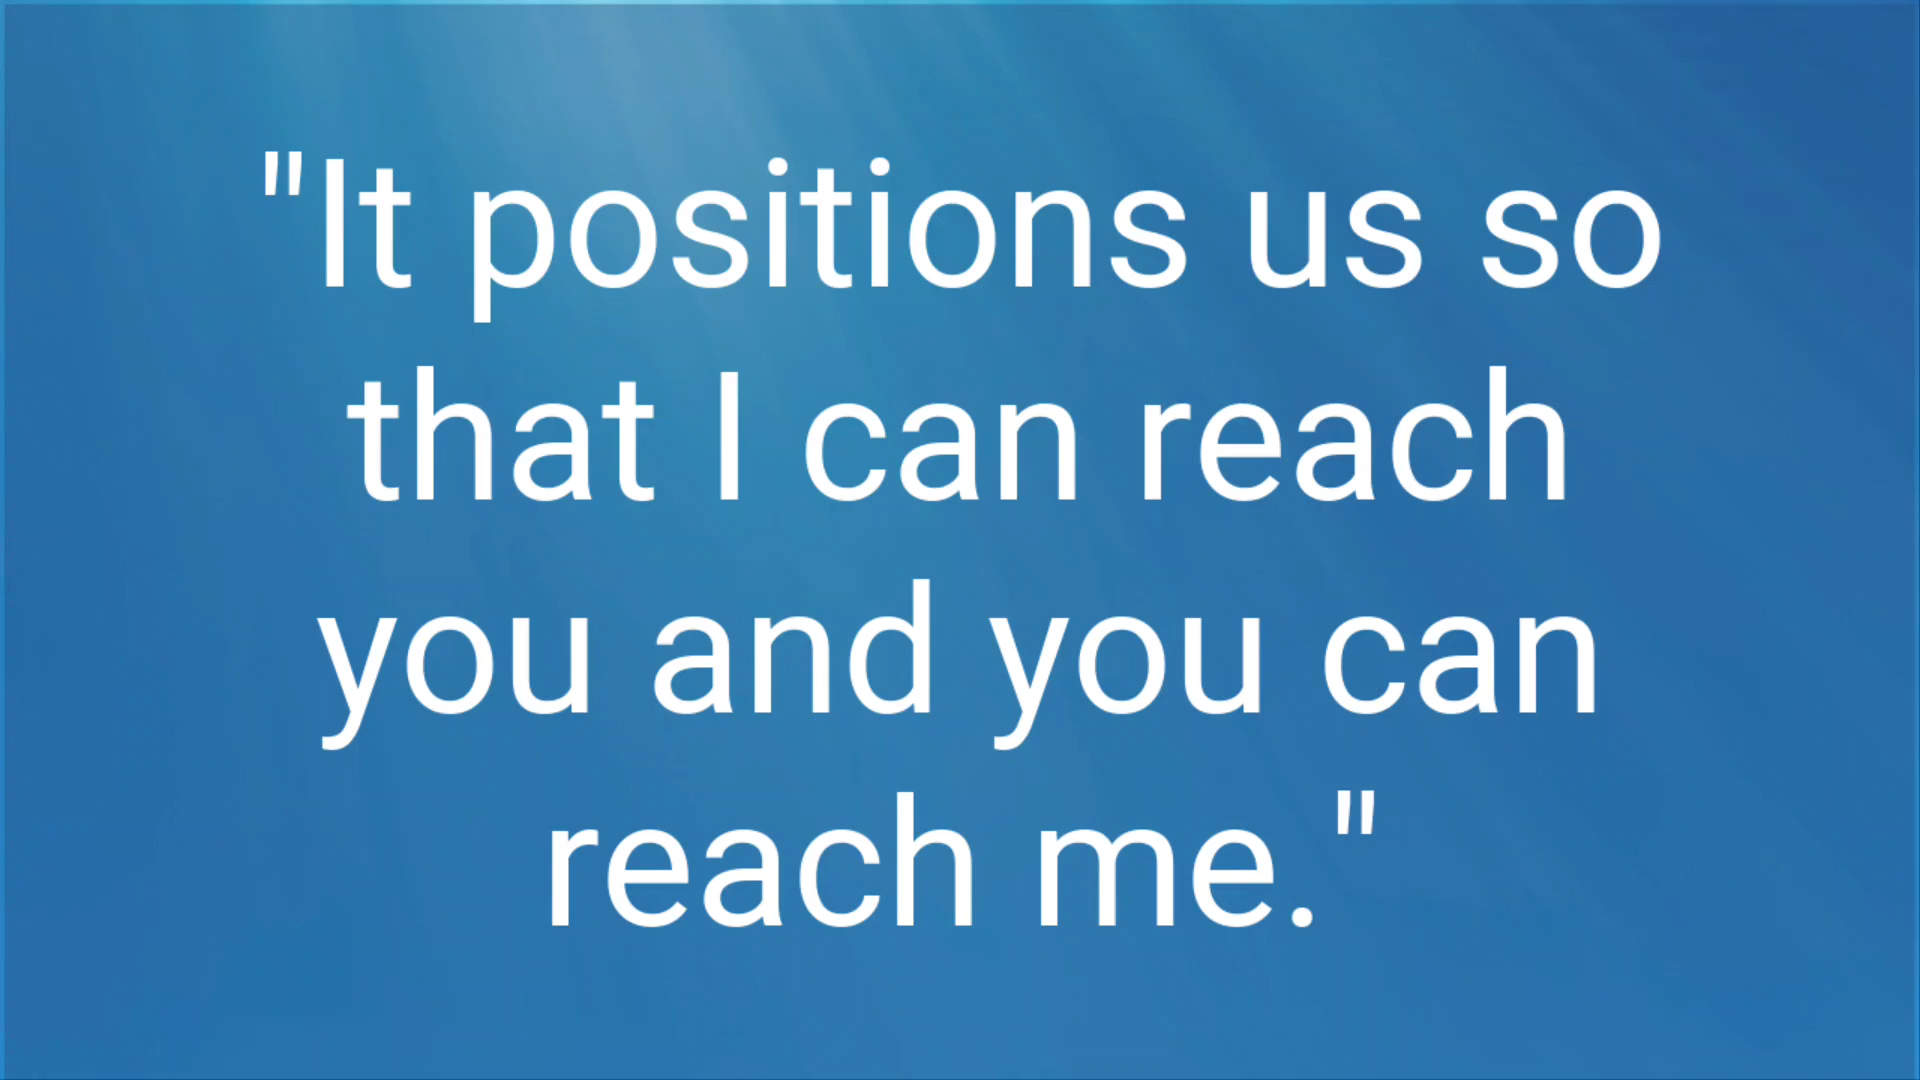 "It positions us so
that I can reach
you and you can
reach me."